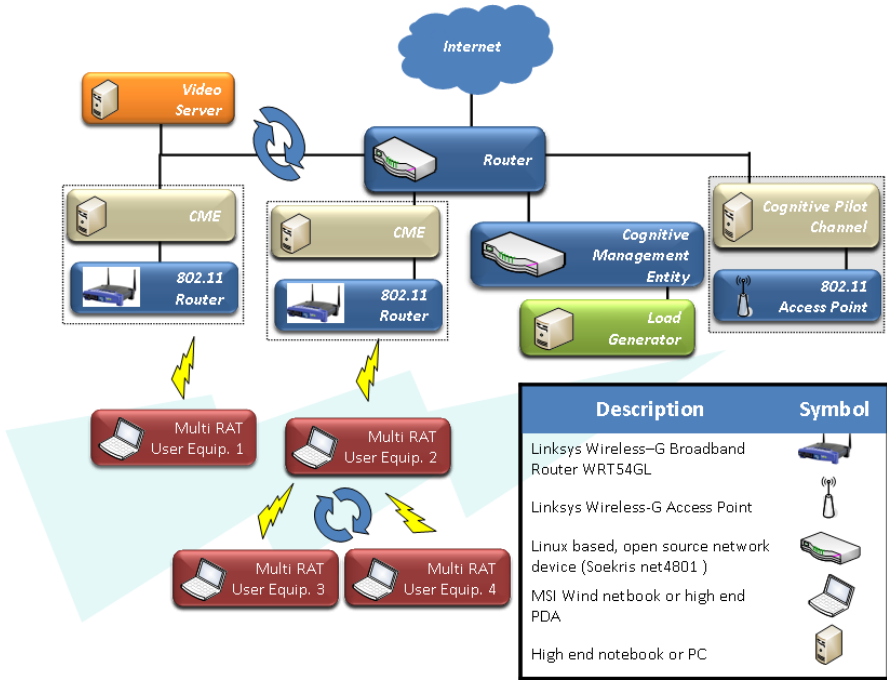 Internet
Video
Server
Router
CME
802.11
Router
CME
802.11
Router
Cognitive
Management
Entity
Load
Generator
Cognitive Pilot
Channel
802.11
Access Point
Multi RAT
User Equip. 1
Multi RAT
User Equip. 2
Multi RAT
User Equip. 3
Multi RAT
User Equip. 4
Description Symbol
Linksys Wireless–G Broadband
Router WRT54GL
Linksys Wireless-G Access Point
Linux based, open source network
device (Soekris net4801 )
MSI Wind netbook or high end
PDA
High end notebook or PC